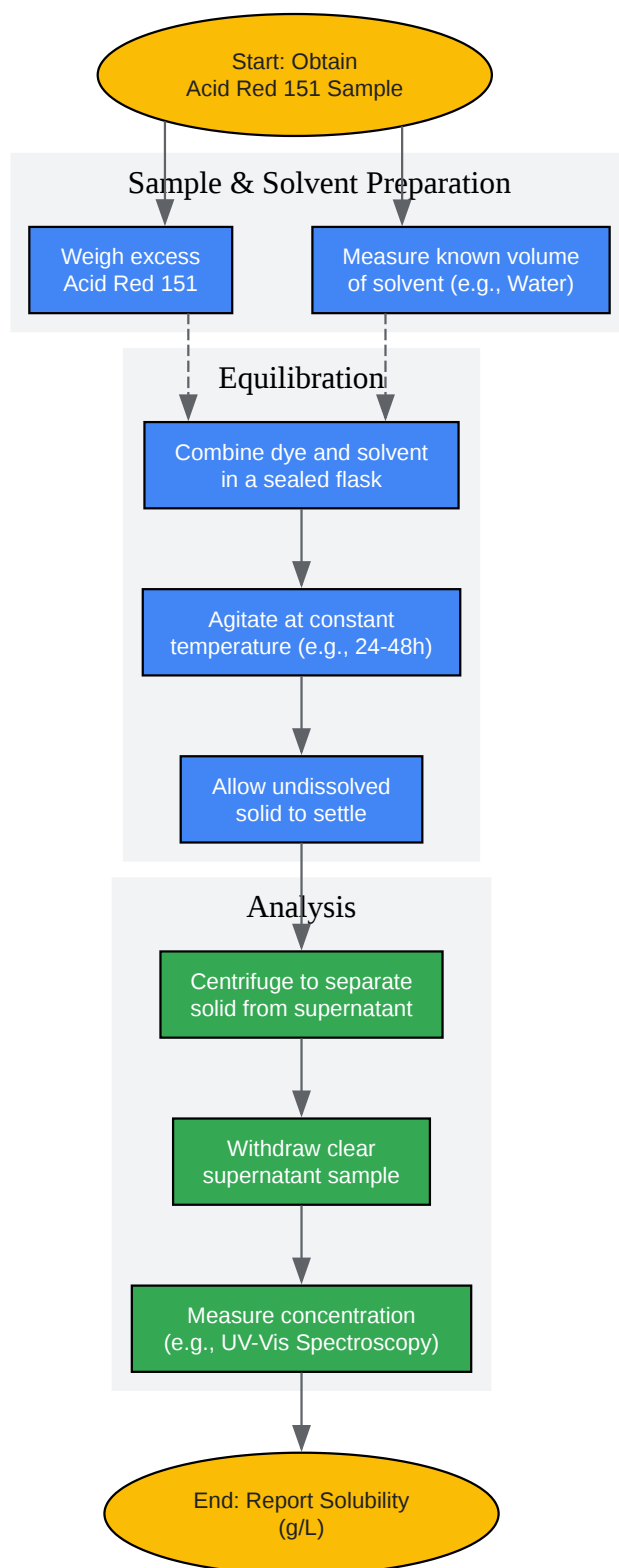 Start: Obtain
Acid Red 151 Sample
Sample & Solvent Preparation
Weigh excess
Acid Red 151
Measure known volume
of solvent (e.g., Water)
Equilibration
Combine dye and solvent
in a sealed flask
Agitate at constant
temperature (e.g., 24-48h)
Allow undissolved
solid to settle
Analysis
Centrifuge to separate
solid from supernatant
Withdraw clear
supernatant sample
Measure concentration
(e.g., UV-Vis Spectroscopy)
End: Report Solubility
(g/L)